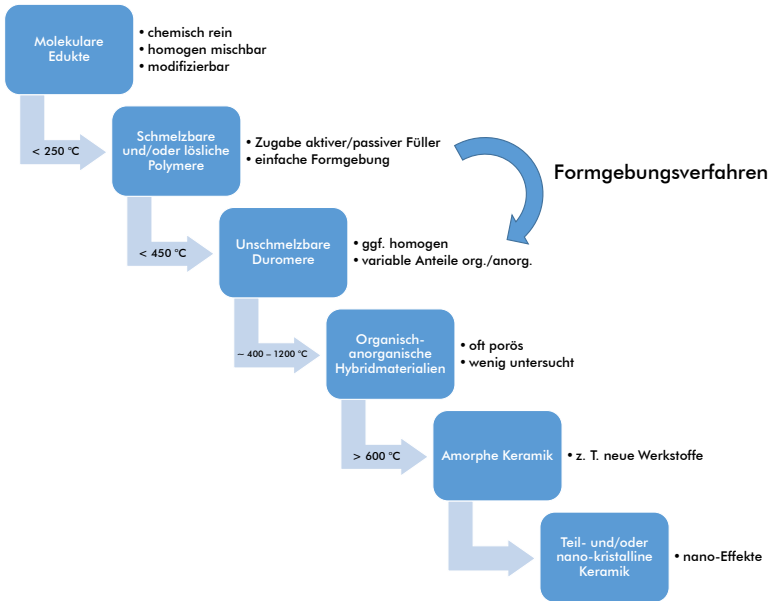 Molekulare
Edukte
• chemisch rein
• homogen mischbar
• modifizierbar
< 250 °C
Schmelzbare
und/oder lösliche
Polymere
• Zugabe aktiver/passiver Füller
• einfache Formgebung
Formgebungsverfahren
< 450 °C
Unschmelzbare
Duromere
• ggf. homogen
• variable Anteile org./anorg.
~ 400 – 1200 °C
Organisch-
anorganische
Hybridmaterialien
• oft porös
• wenig untersucht
> 600 °C
Amorphe Keramik
• z. T. neue Werkstoffe
Teil- und/oder
nano-kristalline
Keramik
• nano-Effekte